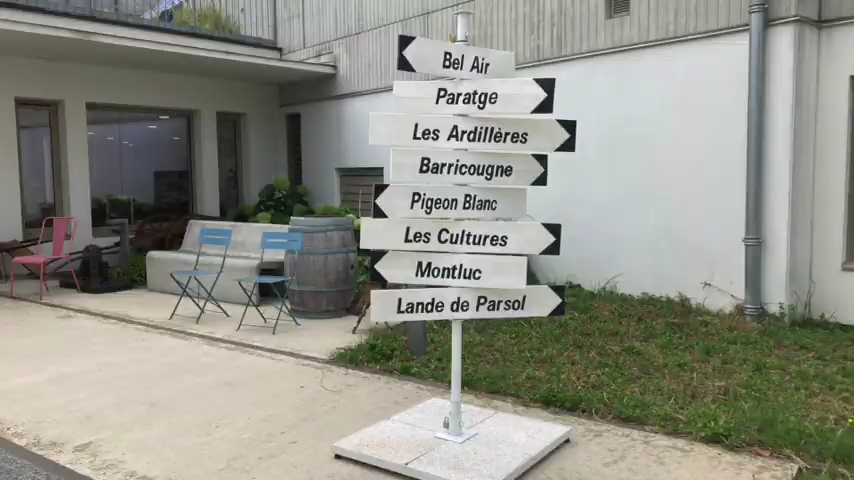 Bel Air
Paratge
Les Ardillères
Barricougne
Pigeon Blanc
Les Cultures
Montluc
Lande de Parsol